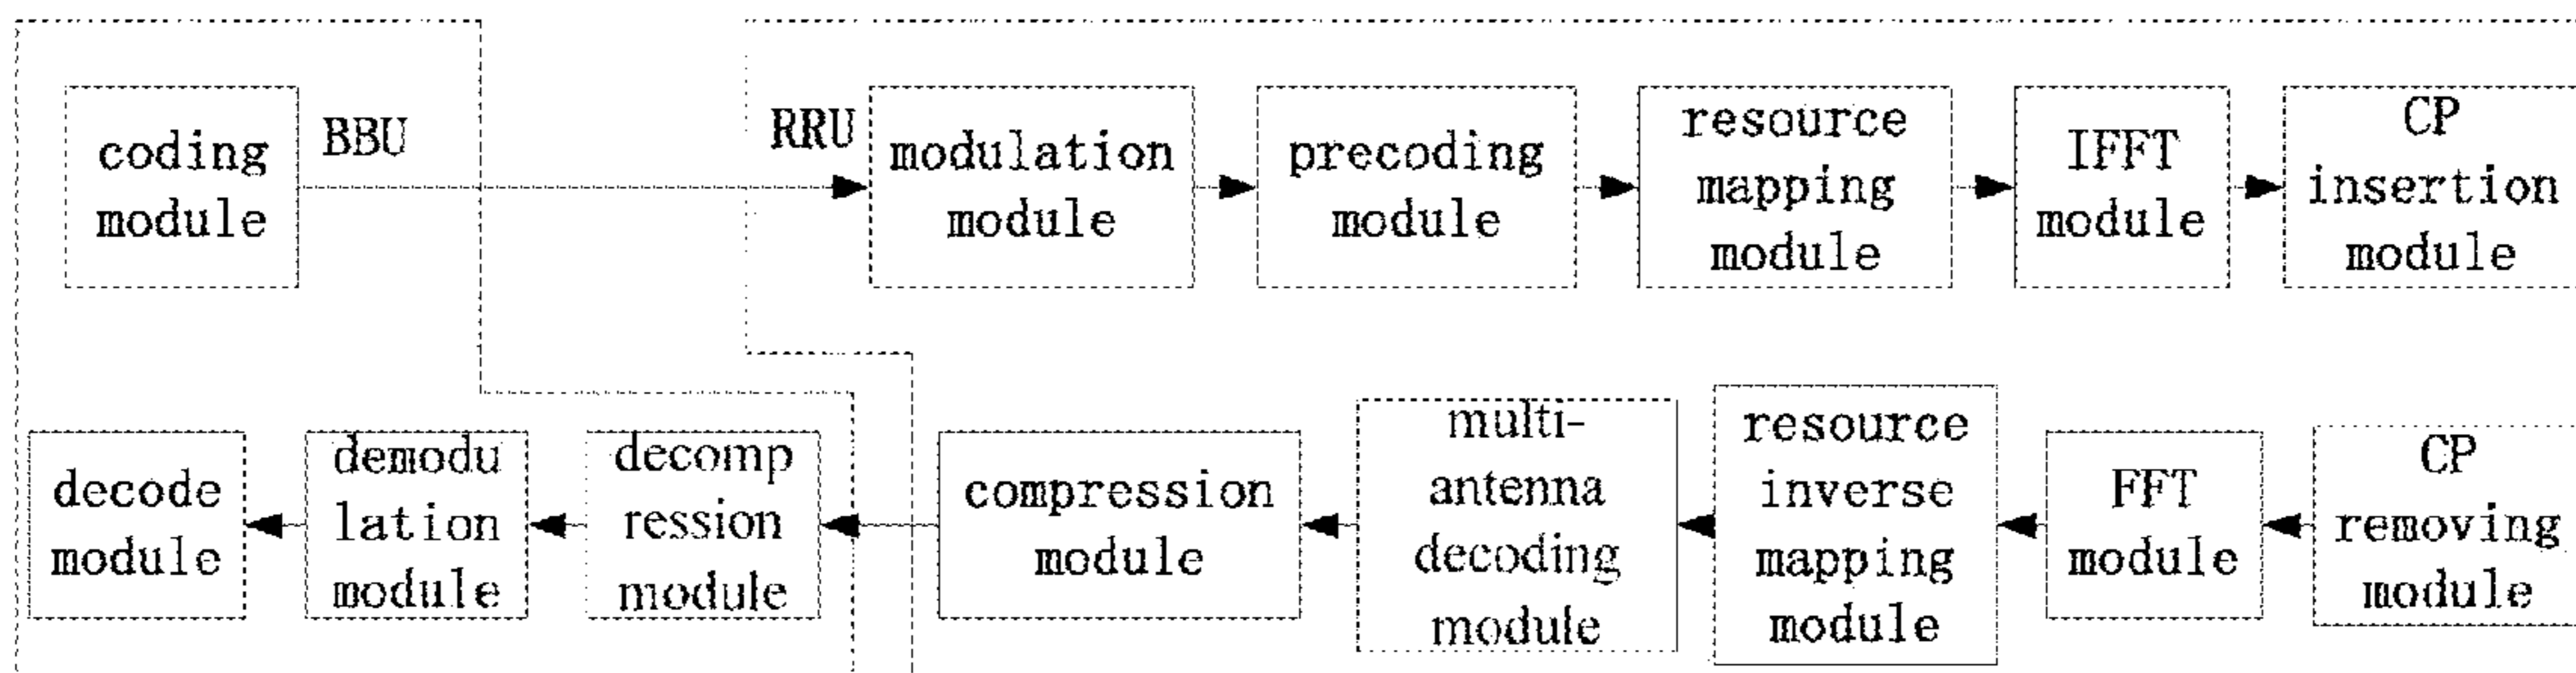 coding
module
BBU
RRU
modulation
module
precoding
module
resource
mapping
module
IFFT
module
CP
insertion
module
decode
module
demodu
lation
module
decomp
ression
module
compression
module
multi-
antenna
decoding
module
resource
inverse
mapping
module
FFT
module
CP
removing
module